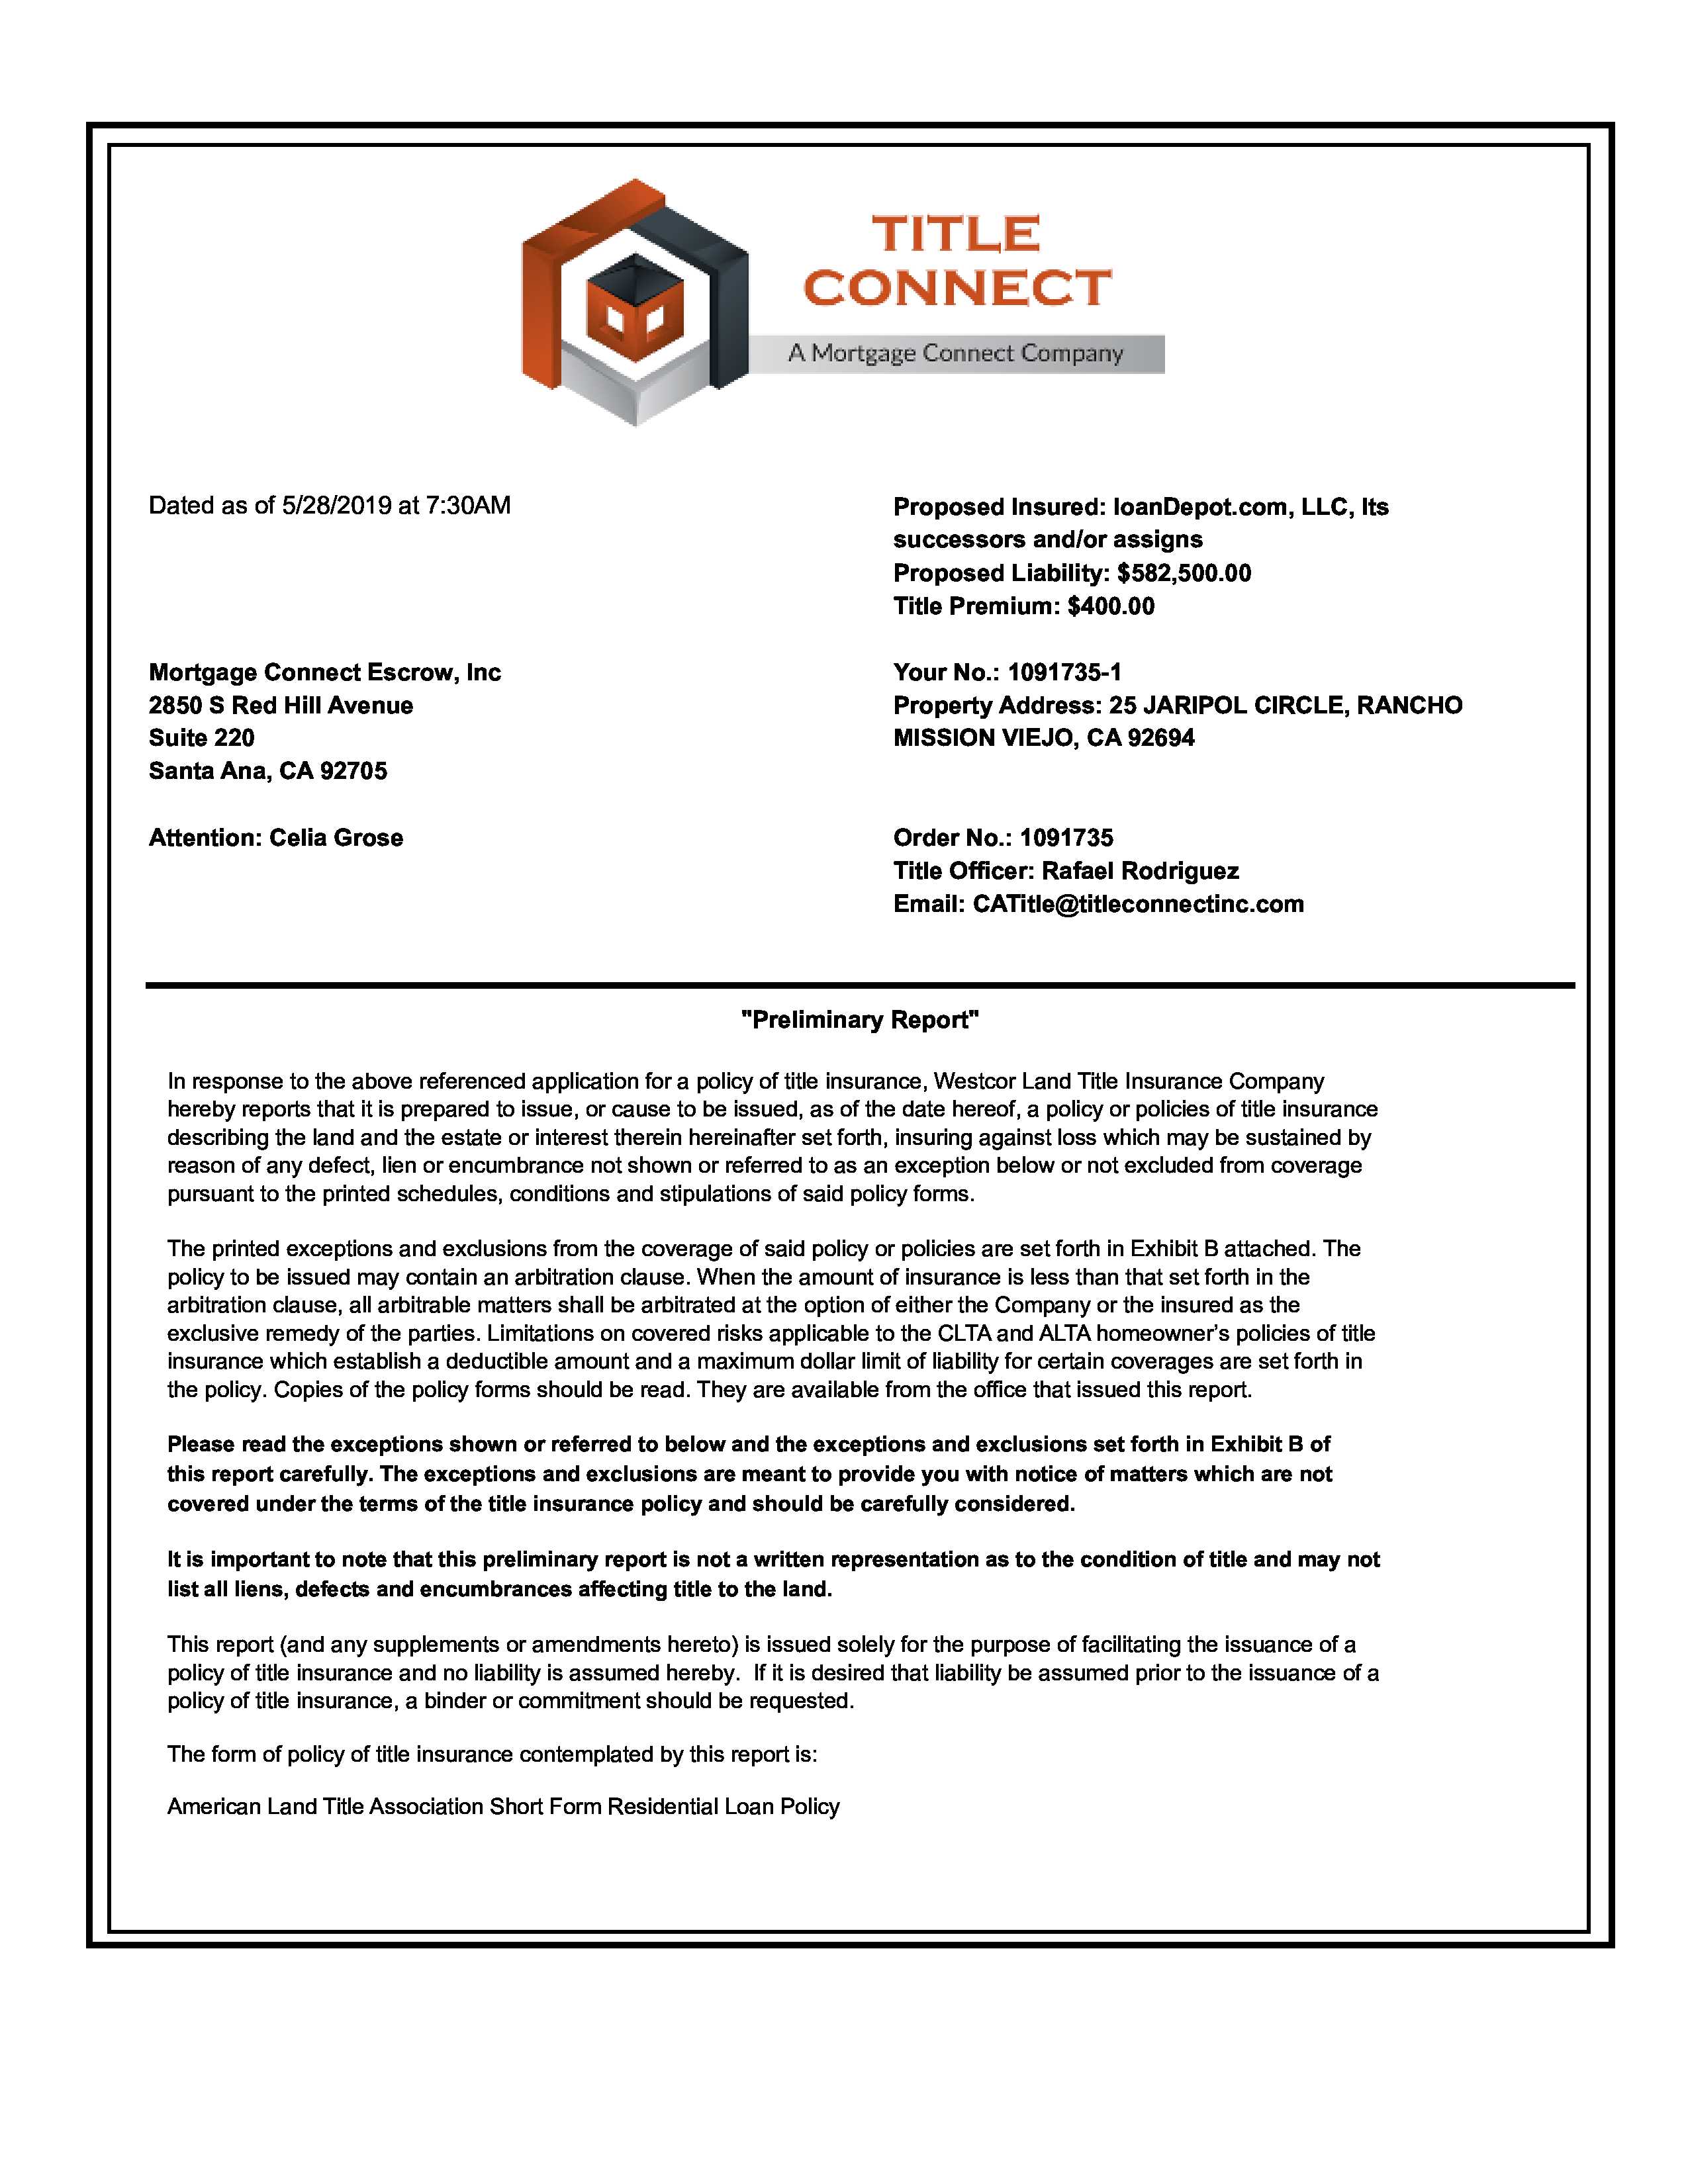 TITLE
CONNECT
A Mortgage Connect Company
Dated as of 5/28/2019 at 7:30AM
Proposed Insured: loanDepot.com, LLC, Its
successors and/or assigns
Proposed Liability: $582,500.00
Title Premium: $400.00
Mortgage Connect Escrow, Inc
2850 S Red Hill Avenue
Suite 220
Santa Ana, CA 92705
Your No.: 1091735-1
Property Address: 25 JARIPOL CIRCLE, RANCHO
MISSION VIEJO, CA 92694
Attention: Celia Grose
Order No.: 1091735
Title Officer: Rafael Rodriguez
Email: CATitle@titleconnectinc.com
"Preliminary Report"
In response to the above referenced application for a policy of title insurance, Westcor Land Title Insurance Company
hereby reports that it is prepared to issue, or cause to be issued, as of the date hereof, a policy or policies of title insurance
describing the land and the estate or interest therein hereinafter set forth, insuring against loss which may be sustained by
reason of any defect, lien or encumbrance not shown or referred to as an exception below or not excluded from coverage
pursuant to the printed schedules, conditions and stipulations of said policy forms.
The printed exceptions and exclusions from the coverage of said policy or policies are set forth in Exhibit B attached. The
policy to be issued may contain an arbitration clause. When the amount of insurance is less than that set forth in the
arbitration clause, all arbitrable matters shall be arbitrated at the option of either the Company or the insured as the
exclusive remedy of the parties. Limitations on covered risks applicable to the CLTA and ALTA homeowner’s policies of title
insurance which establish a deductible amount and a maximum dollar limit of liability for certain coverages are set forth in
the policy. Copies of the policy forms should be read. They are available from the office that issued this report.
Please read the exceptions shown or referred to below and the exceptions and exclusions set forth in Exhibit B of
this report carefully. The exceptions and exclusions are meant to provide you with notice of matters which are not
covered under the terms of the title insurance policy and should be carefully considered.
It is important to note that this preliminary report is not a written representation as to the condition of title and may not
list all liens, defects and encumbrances affecting title to the land.
This report (and any supplements or amendments hereto) is issued solely for the purpose of facilitating the issuance of a
policy of title insurance and no liability is assumed hereby. If it is desired that liability be assumed prior to the issuance of a
policy of title insurance, a binder or commitment should be requested.
The form of policy of title insurance contemplated by this report is:
American Land Title Association Short Form Residential Loan Policy